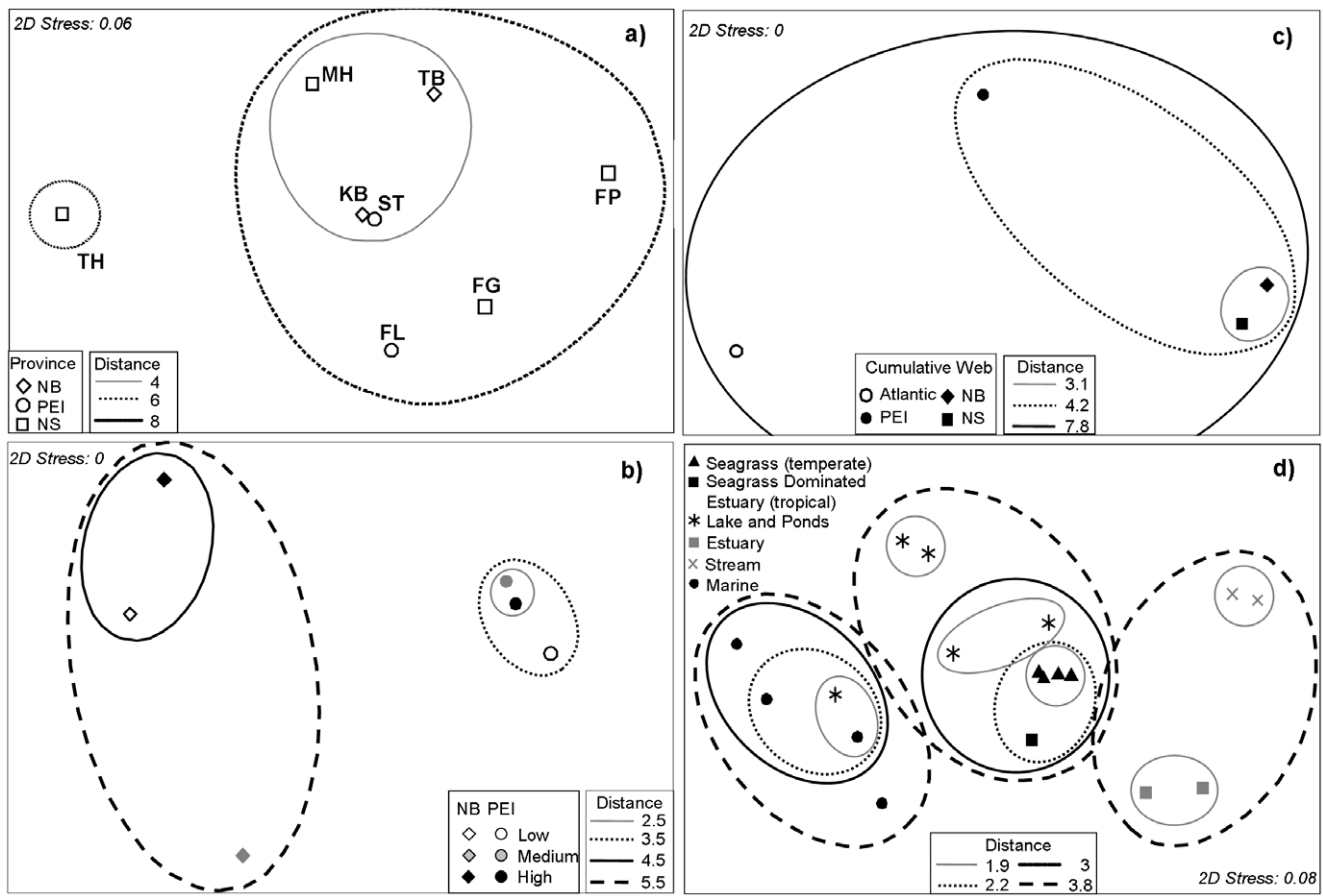 2D Stress: 0.06
a)
MH
TB
KB
ST
FP
TH
FG
FL
Province
NB
PEI
NS
Distance
4
6
8
2D Stress: 0
c)
Cumulative Web
Atlantic
NB
PEI
NS
Distance
3.1
4.2
7.8
2D Stress: 0
b)
NB PEI
Low
Medium
High
Distance
2.5
3.5
4.5
5.5
d)
Seagrass (temperate)
Seagrass Dominated
Estuary (tropical)
Lake and Ponds
Estuary
Stream
Marine
Distance
1.9 3
2.2 3.8
2D Stress: 0.08